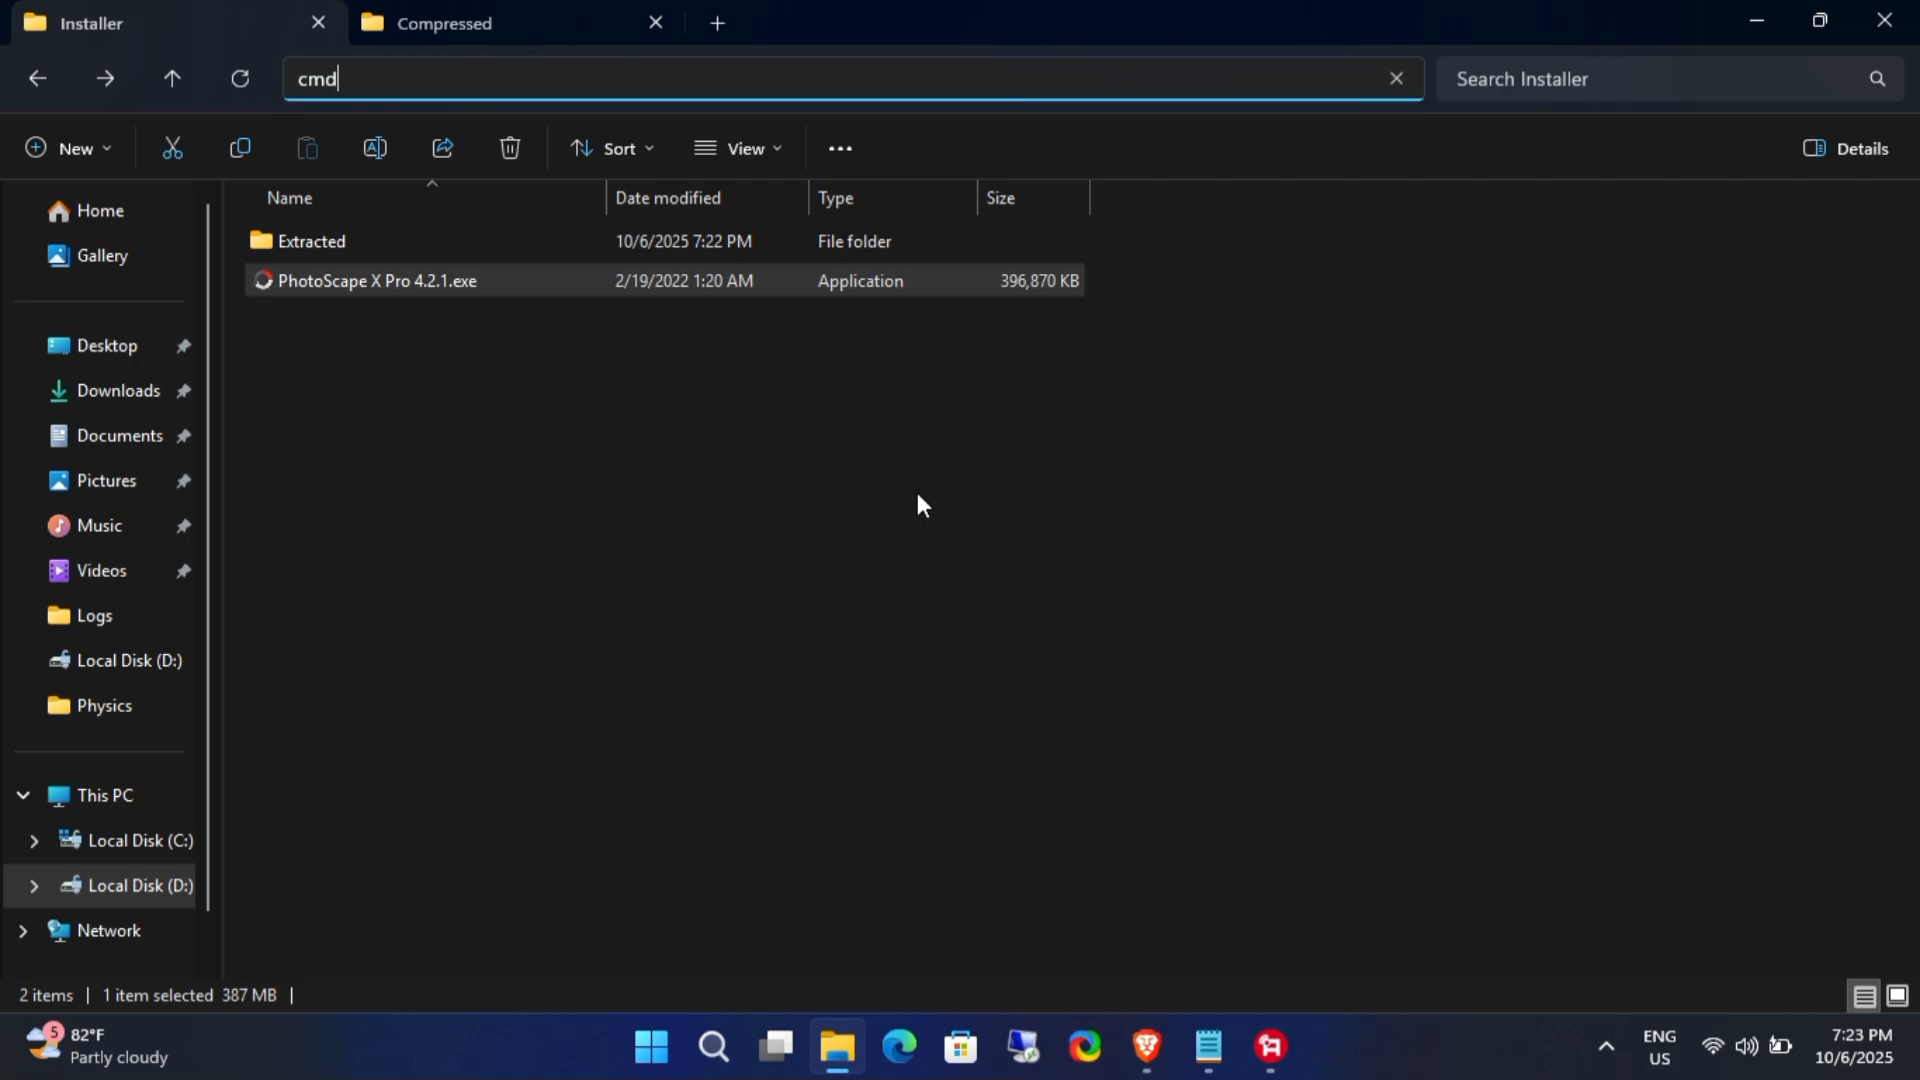 Installer
Compressed
cmd
Search Installer
New
Sort
View
Details
Name
Date modified
Type
Size
Extracted
10/6/2025 7:22 PM
File folder
PhotoScape X Pro 4.2.1.exe
2/19/2022 1:20 AM
Application
396,870 KB
Home
Gallery
Desktop
Downloads
Documents
Pictures
Music
Videos
Logs
Local Disk (D:)
Physics
This PC
Local Disk (C:)
Local Disk (D:)
Network
2 items
1 item selected 387 MB
5
82°F
Partly cloudy
ENG
US
7:23 PM
10/6/2025